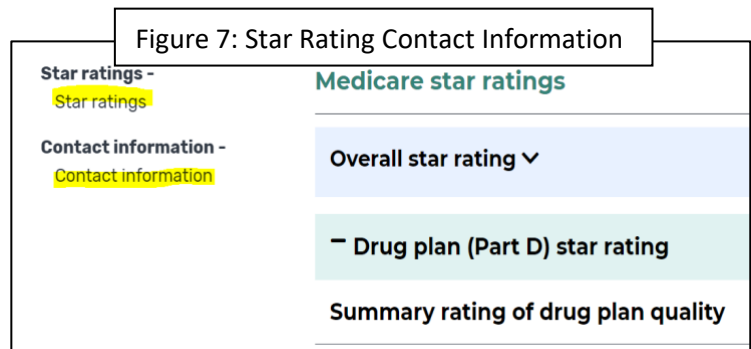 Figure 7: Star Rating Contact Information
Star ratings -
Star ratings
Contact information -
Contact information
Medicare star ratings
Overall star rating
– Drug plan (Part D) star rating
Summary rating of drug plan quality